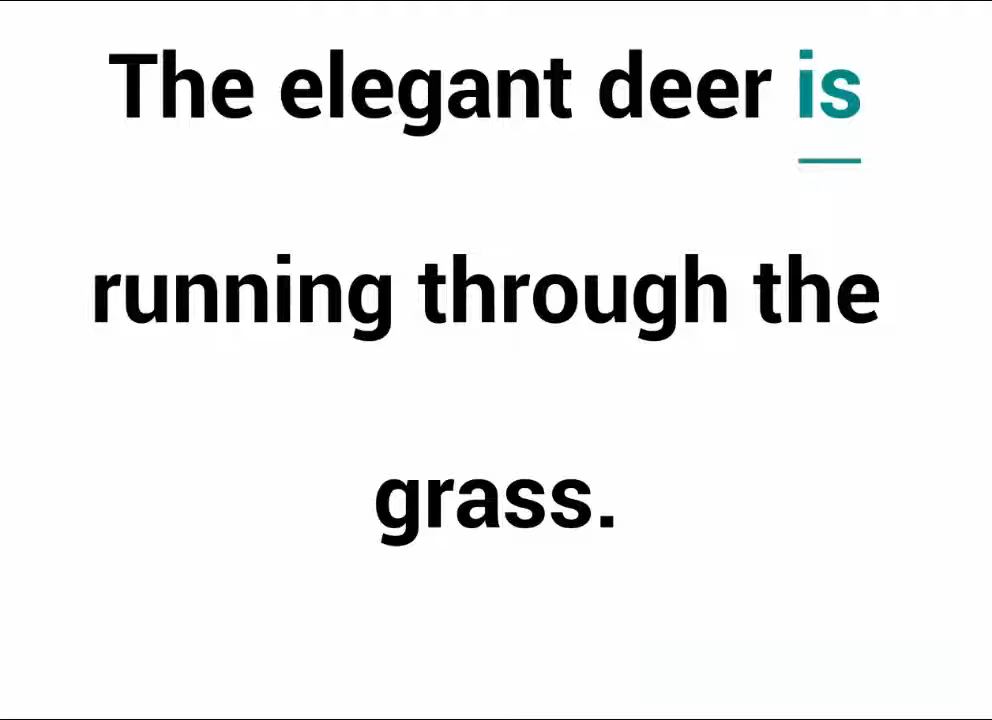 The elegant deer is
running through the
grass.